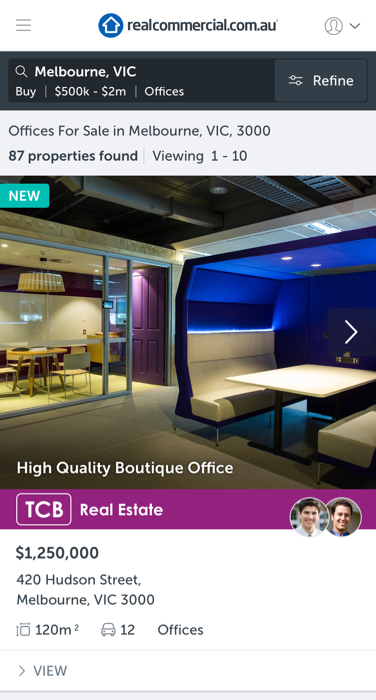 realcommercial.com.au
Melbourne, VIC
Buy | $500k - $2m | Offices
Refine
Offices For Sale in Melbourne, VIC, 3000
87 properties found | Viewing 1 - 10
NEW
High Quality Boutique Office
TCB Real Estate
$1,250,000
420 Hudson Street,
Melbourne, VIC 3000
120m² 12 Offices
VIEW